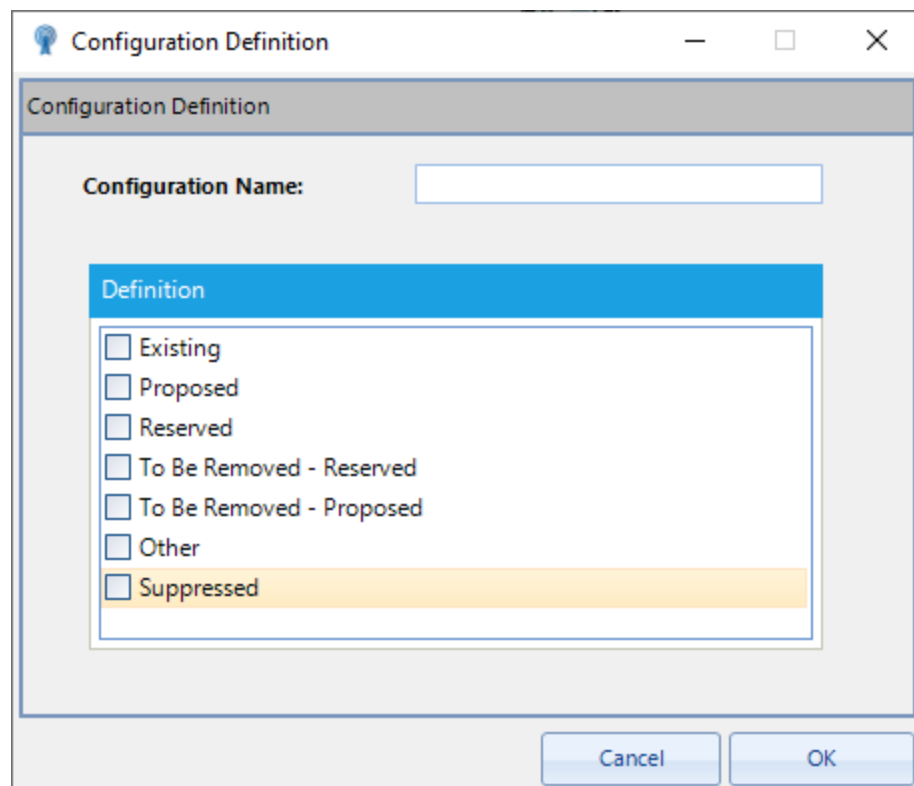 Configuration Definition
Configuration Definition
Configuration Name:
Definition
Existing
Proposed
Reserved
To Be Removed - Reserved
To Be Removed - Proposed
Other
Suppressed
Cancel OK